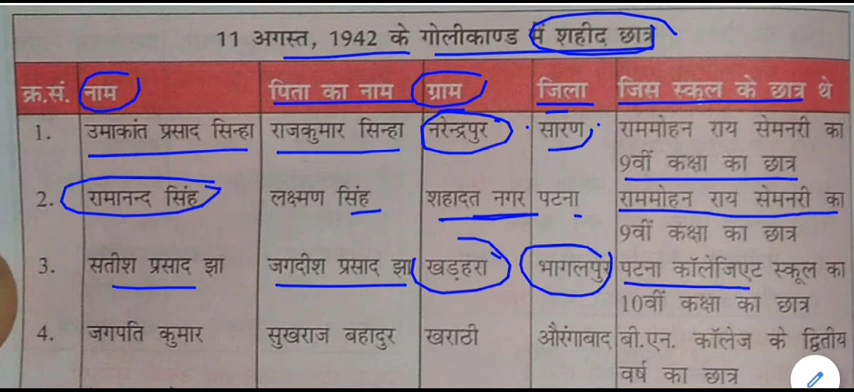 11 अगस्त, 1942 के गोलीकाण्ड में शहीद छात्र
क्र.सं. नाम पिता का नाम ग्राम जिला जिस स्कूल के छात्र थे
1. उमाकांत प्रसाद सिन्हा राजकुमार सिन्हा नरेन्द्रपुर सारण राममोहन राय सेमनरी का
9वीं कक्षा का छात्र
2. रामानन्द सिंह लक्ष्मण सिंह शहादत नगर पटना राममोहन राय सेमनरी का
9वीं कक्षा का छात्र
3. सतीश प्रसाद झा जगदीश प्रसाद झा खड़हरा भागलपुर पटना कॉलेजिएट स्कूल का
10वीं कक्षा का छात्र
4. जगपति कुमार सुखराज बहादुर खराठी औरंगाबाद बी.एन. कॉलेज के द्वितीय
वर्ष का छात्र